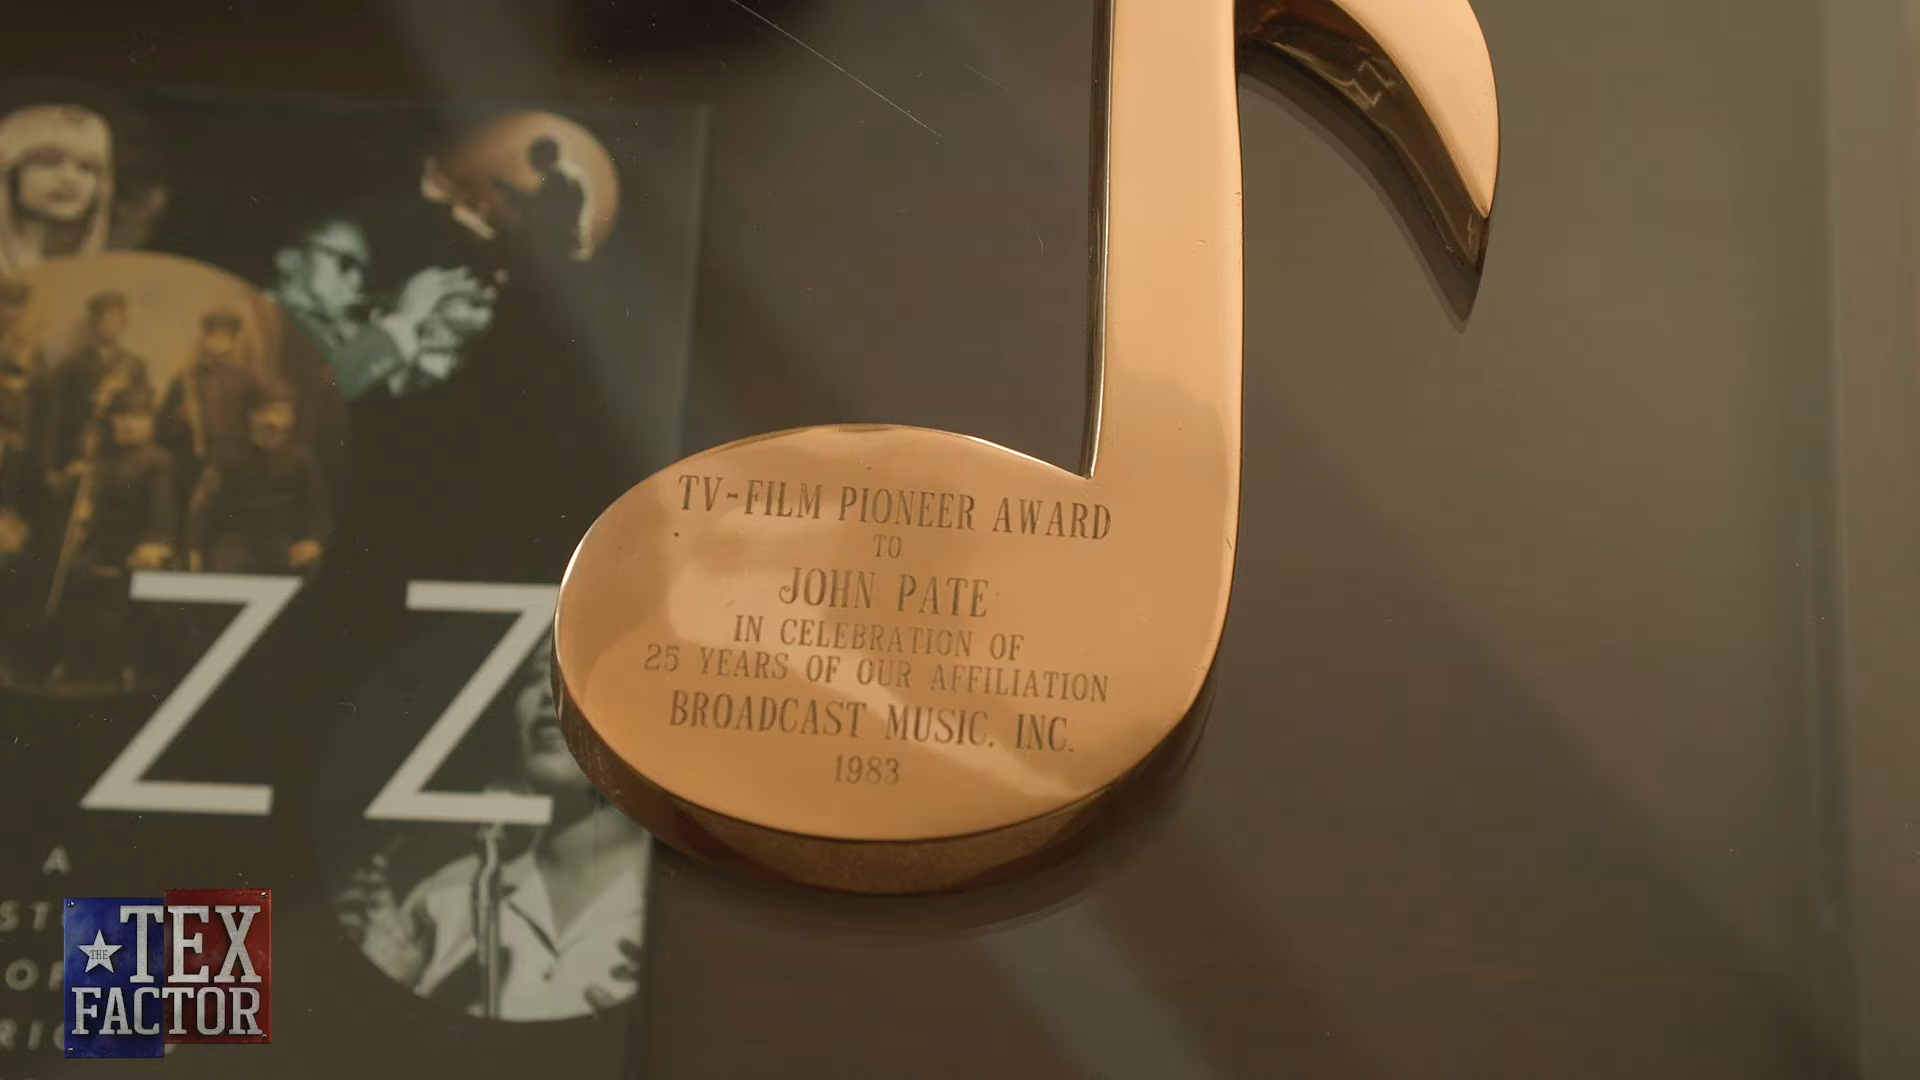 TV-FILM PIONEER AWARD
TO
JOHN PATE
IN CELEBRATION OF
25 YEARS OF OUR AFFILIATION
BROADCAST MUSIC, INC.
1983
ZZ
A
THE
TEX
FACTOR